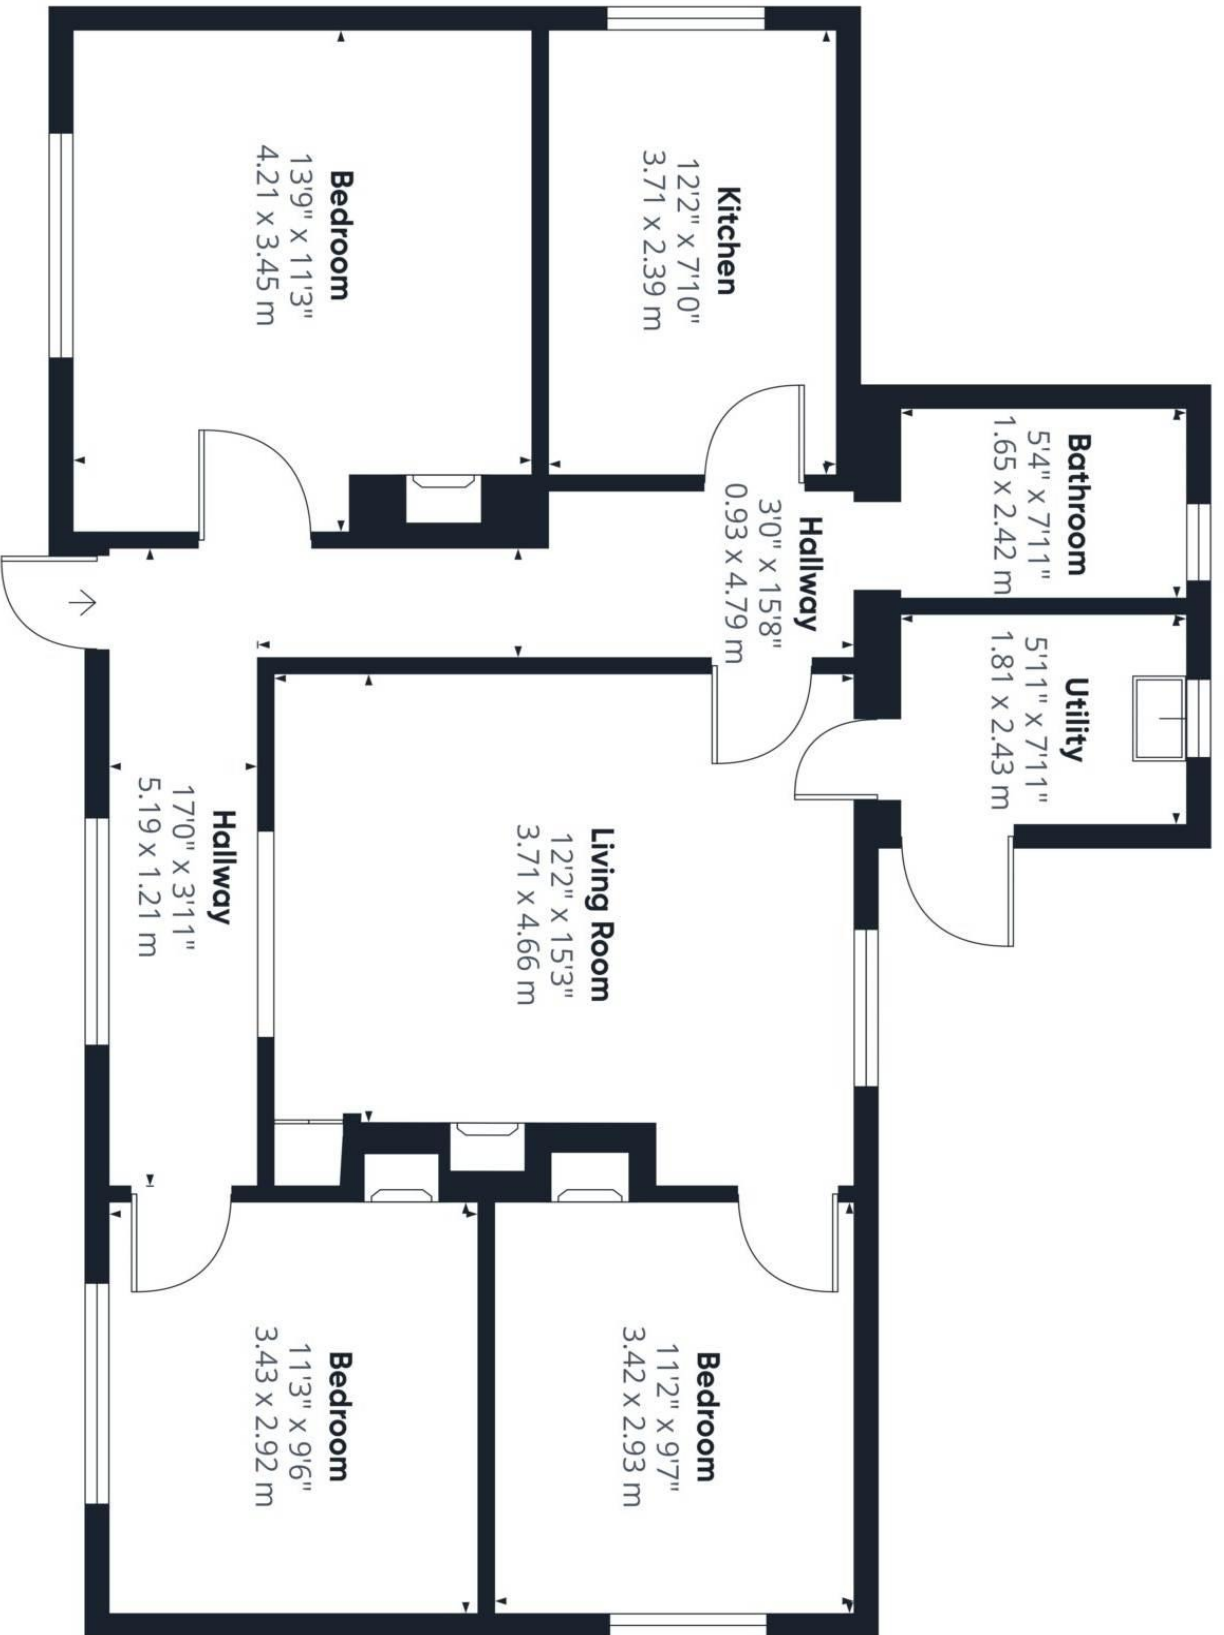 Bathroom
5'4" x 7'11"
1.65 x 2.42 m
Utility
5'11" x 7'11"
1.81 x 2.43 m
Kitchen
12'2" x 7'10"
3.71 x 2.39 m
Hallway
3'0" x 15'8"
0.93 x 4.79 m
Living Room
12'2" x 15'3"
3.71 x 4.66 m
Bedroom
11'2" x 9'7"
3.42 x 2.93 m
Bedroom
13'9" x 11'3"
4.21 x 3.45 m
Hallway
17'0" x 3'11"
5.19 x 1.21 m
Bedroom
11'3" x 9'6"
3.43 x 2.92 m